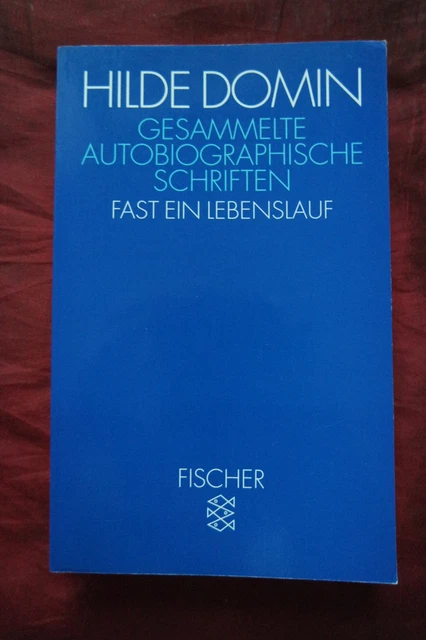 HILDE DOMIN
GESAMMELTE
AUTOBIOGRAPHISCHE
SCHRIFTEN
FAST EIN LEBENSLAUF
FISCHER